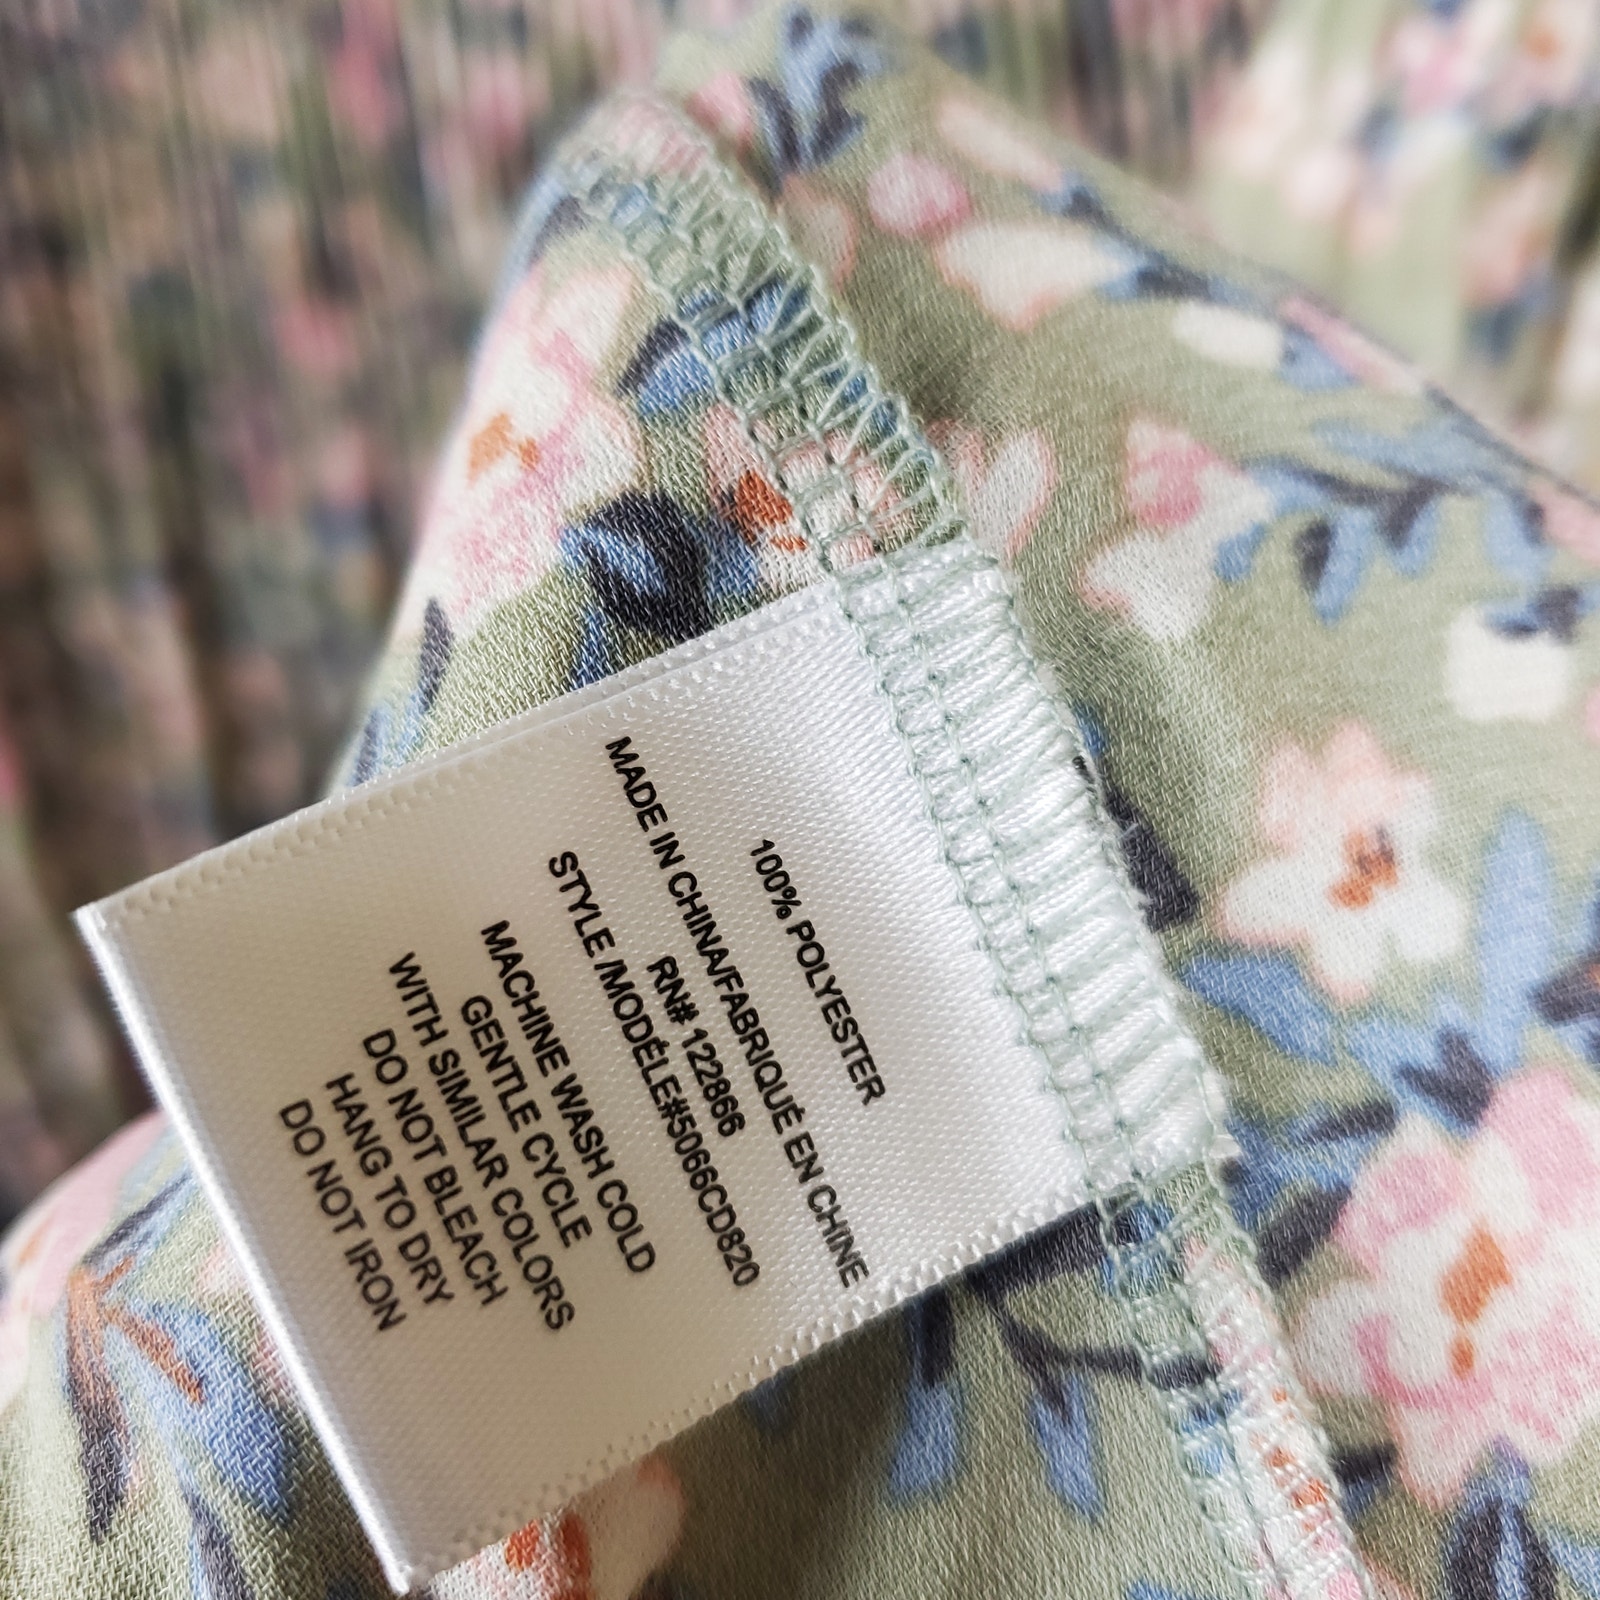 100% POLYESTER
MADE IN CHINA/FABRIQUÉ EN CHINE
RN# 122866
STYLE /MODÉLE#5066CD820
MACHINE WASH COLD
GENTLE CYCLE
WITH SIMILAR COLORS
DO NOT BLEACH
HANG TO DRY
DO NOT IRON